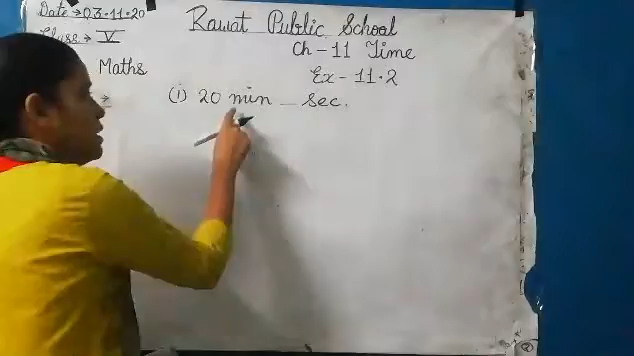 Date → 03.11.20
Rawat Public School
Class → V
Ch - 11 Time
Maths
Ex - 11.2
(i) 20 min _ sec.